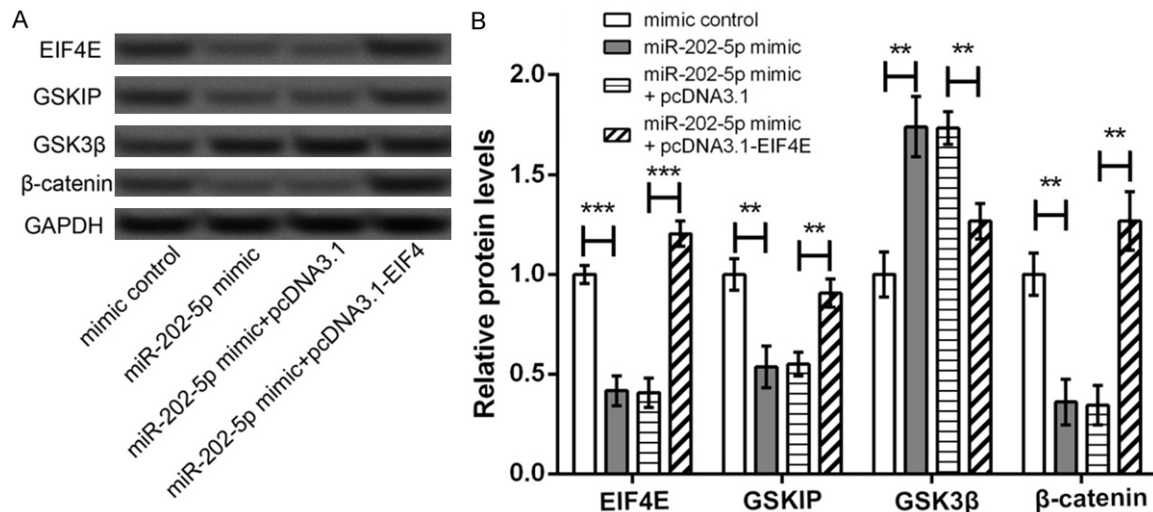 A
EIF4E
GSKIP
GSK3β
β-catenin
GAPDH
mimic control
miR-202-5p mimic
miR-202-5p mimic+pcDNA3.1
miR-202-5p mimic+pcDNA3.1-EIF4
B
mimic control
miR-202-5p mimic
miR-202-5p mimic
+ pcDNA3.1
miR-202-5p mimic
+ pcDNA3.1-EIF4E
Relative protein levels
2.0
1.5
1.0
0.5
0.0
***
***
**
**
**
**
**
**
EIF4E
GSKIP
GSK3β
β-catenin